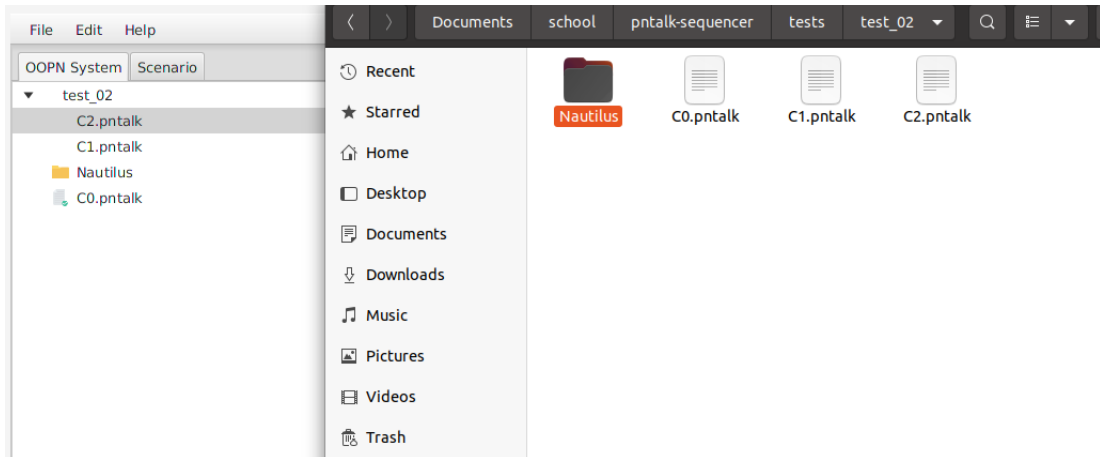 File Edit Help
OOPN System Scenario
test_02
C2.pntalk
C1.pntalk
Nautilus
C0.pntalk
Documents school pntalk-sequencer tests test_02
Recent
Starred
Home
Desktop
Documents
Downloads
Music
Pictures
Videos
Trash
Nautilus C0.pntalk C1.pntalk C2.pntalk